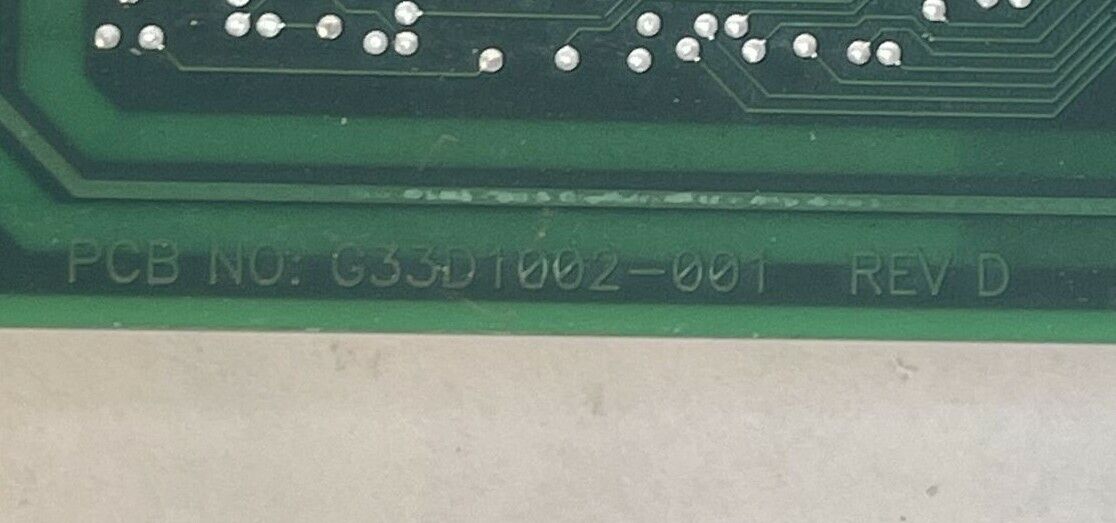 PCB NO: G33D1002-001 REV D